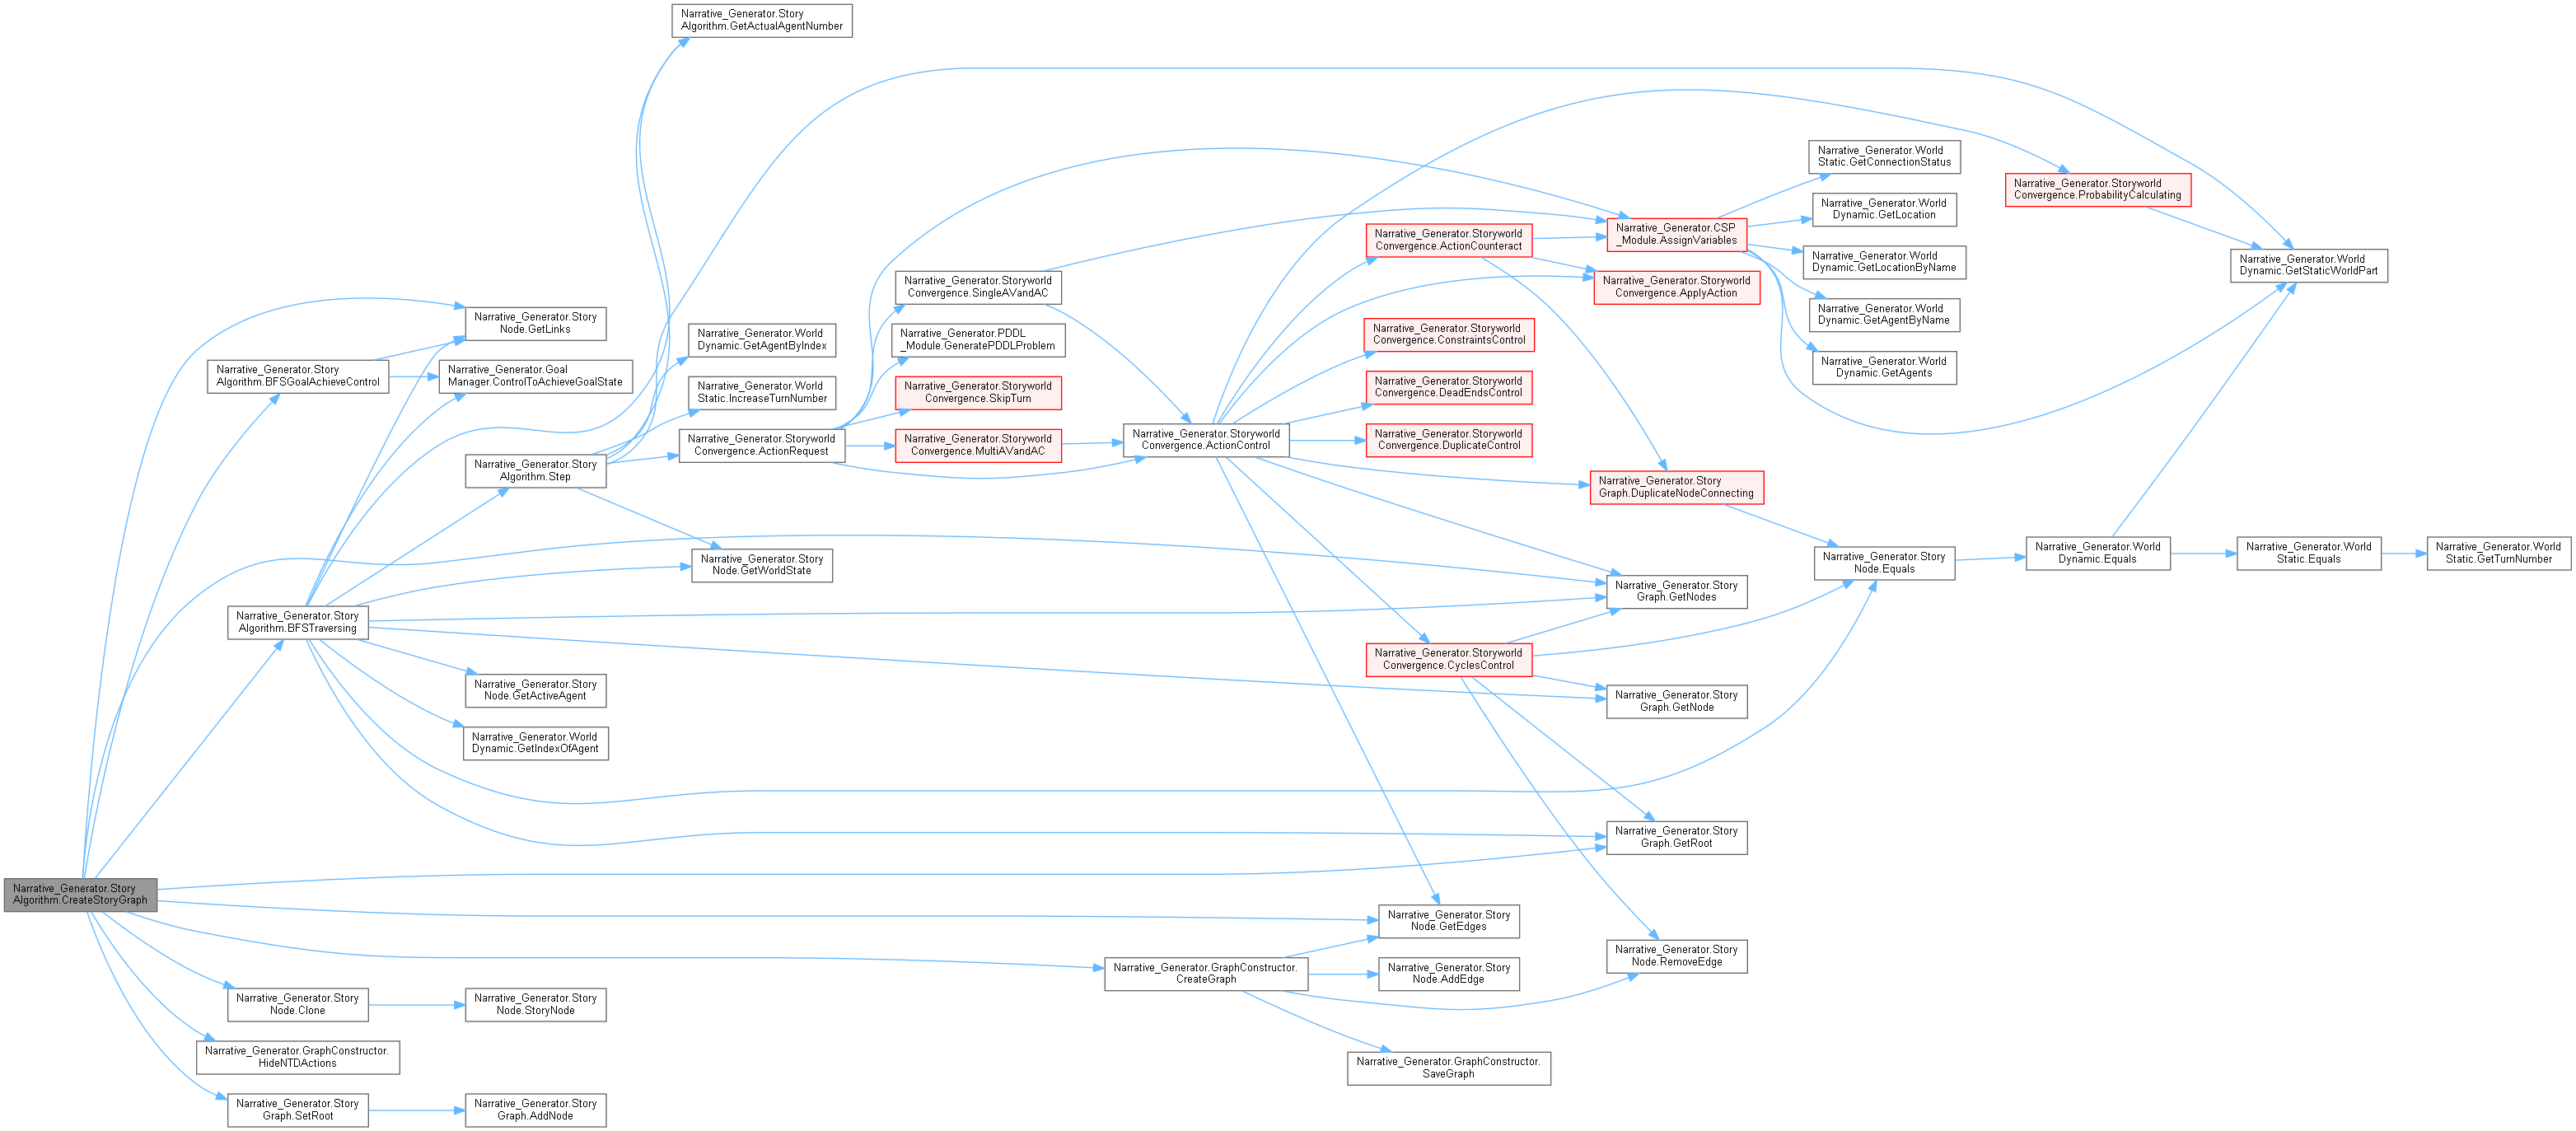 Narrative_Generator.Story
Algorithm.GetActualAgentNumber
Narrative_Generator.World
Static.GetConnectionStatus
Narrative_Generator.Storyworld
Convergence.ProbabilityCalculating
Narrative_Generator.World
Dynamic.GetLocation
Narrative_Generator.CSP
_Module.AssignVariables
Narrative_Generator.Storyworld
Convergence.ActionCounteract
Narrative_Generator.World
Dynamic.GetLocationByName
Narrative_Generator.World
Dynamic.GetStaticWorldPart
Narrative_Generator.Storyworld
Convergence.SingleAVandAC
Narrative_Generator.Storyworld
Convergence.ApplyAction
Narrative_Generator.World
Dynamic.GetAgentByName
Narrative_Generator.Story
Node.GetLinks
Narrative_Generator.World
Dynamic.GetAgentByIndex
Narrative_Generator.PDDL
_Module.GeneratePDDLProblem
Narrative_Generator.Storyworld
Convergence.ConstraintsControl
Narrative_Generator.World
Dynamic.GetAgents
Narrative_Generator.Story
Algorithm.BFSGoalAchieveControl
Narrative_Generator.Goal
Manager.ControlToAchieveGoalState
Narrative_Generator.World
Static.IncreaseTurnNumber
Narrative_Generator.Storyworld
Convergence.SkipTurn
Narrative_Generator.Storyworld
Convergence.DeadEndsControl
Narrative_Generator.Storyworld
Convergence.ActionRequest
Narrative_Generator.Storyworld
Convergence.MultiAVandAC
Narrative_Generator.Storyworld
Convergence.ActionControl
Narrative_Generator.Storyworld
Convergence.DuplicateControl
Narrative_Generator.Story
Algorithm.Step
Narrative_Generator.Story
Graph.DuplicateNodeConnecting
Narrative_Generator.Story
Node.GetWorldState
Narrative_Generator.Story
Node.Equals
Narrative_Generator.World
Dynamic.Equals
Narrative_Generator.World
Static.Equals
Narrative_Generator.World
Static.GetTurnNumber
Narrative_Generator.Story
Graph.GetNodes
Narrative_Generator.Story
Algorithm.BFSTraversing
Narrative_Generator.Storyworld
Convergence.CyclesControl
Narrative_Generator.Story
Node.GetActiveAgent
Narrative_Generator.Story
Graph.GetNode
Narrative_Generator.World
Dynamic.GetIndexOfAgent
Narrative_Generator.Story
Graph.GetRoot
Narrative_Generator.Story
Algorithm.CreateStoryGraph
Narrative_Generator.Story
Node.GetEdges
Narrative_Generator.Story
Node.RemoveEdge
Narrative_Generator.GraphConstructor.
CreateGraph
Narrative_Generator.Story
Node.AddEdge
Narrative_Generator.Story
Node.Clone
Narrative_Generator.Story
Node.StoryNode
Narrative_Generator.GraphConstructor.
HideNTDActions
Narrative_Generator.GraphConstructor.
SaveGraph
Narrative_Generator.Story
Graph.SetRoot
Narrative_Generator.Story
Graph.AddNode